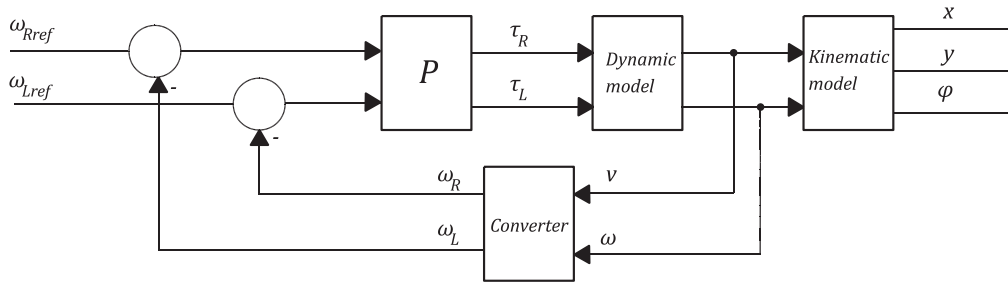 ω_Rref
ω_Lref
-
-
P
τ_R
τ_L
Dynamic
model
Kinematic
model
x
y
φ
ω_R
ω_L
Converter
v
ω